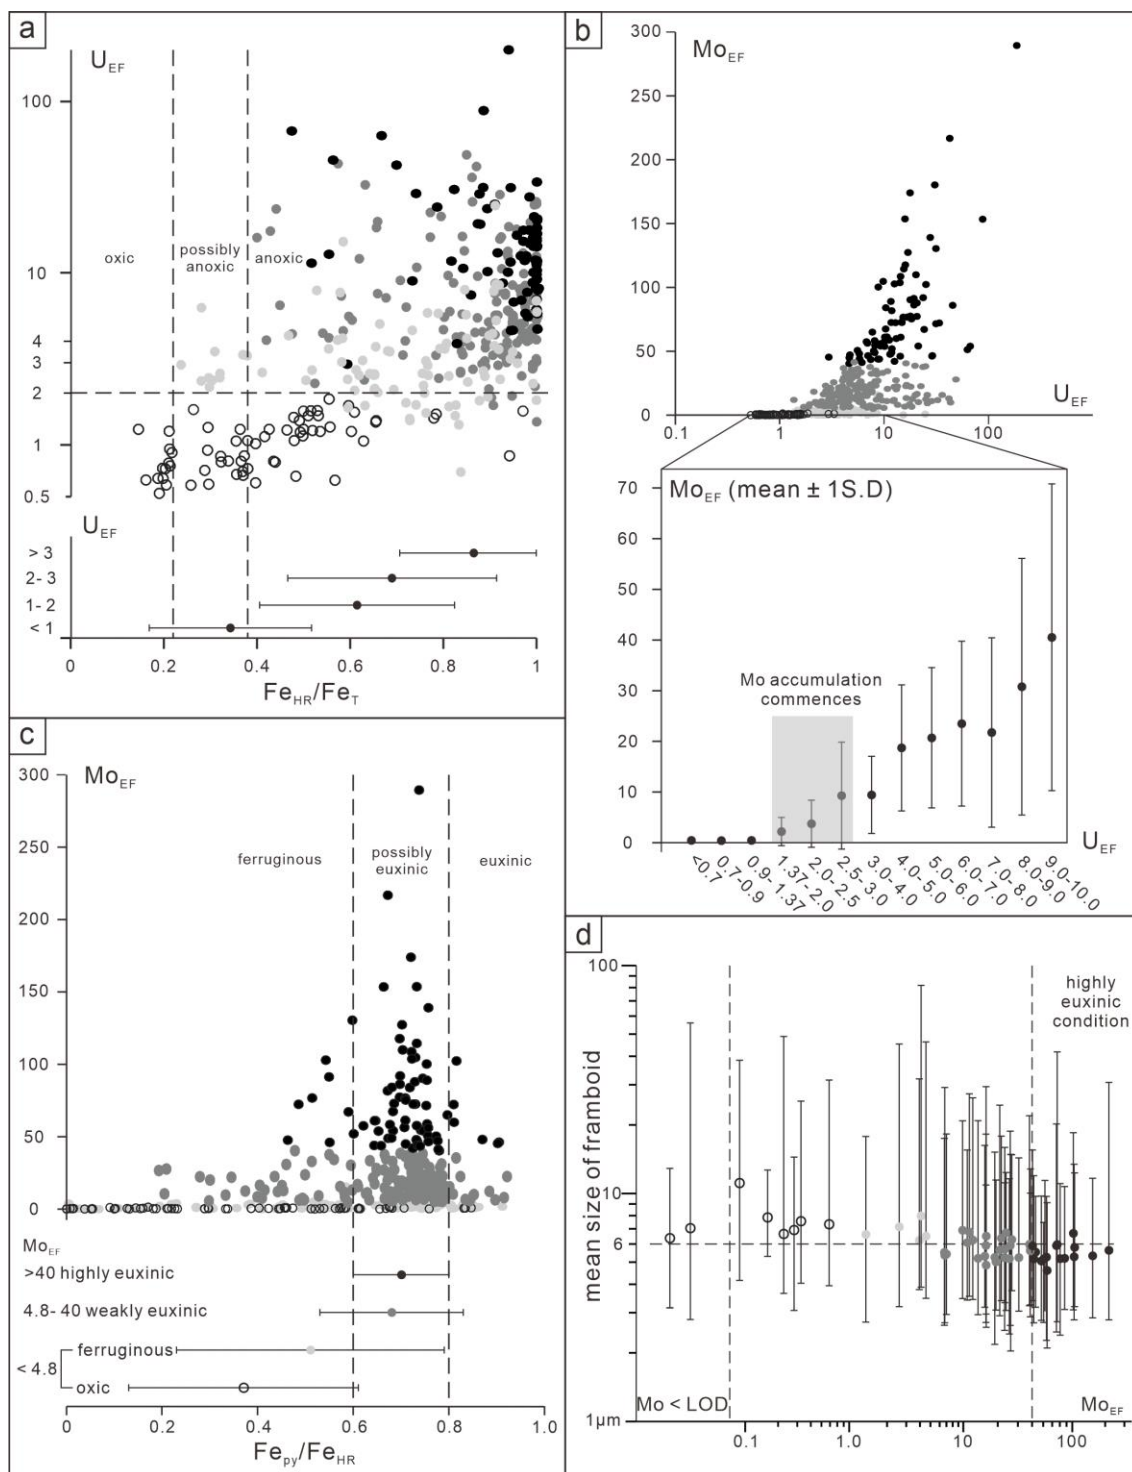 a
U_EF
100
10
4
3
2
1
0.5
oxic
possibly
anoxic
anoxic
U_EF
> 3
2- 3
1- 2
< 1
0
0.2
0.4
0.6
0.8
1
Fe_HR/Fe_T
b
Mo_EF
300
250
200
150
100
50
0
U_EF
0.1
1
10
100
Mo_EF (mean ± 1S.D)
70
60
50
40
30
20
10
0
Mo accumulation
commences
U_EF
<0.7
0.7-0.9
0.9- 1.37
1.37- 2.0
2.0- 2.5
2.5- 3.0
3.0- 4.0
4.0- 5.0
5.0- 6.0
6.0- 7.0
7.0- 8.0
8.0-9.0
9.0-10.0
c
Mo_EF
300
250
200
150
100
50
0
ferruginous
possibly
euxinic
euxinic
Mo_EF
>40 highly euxinic
4.8- 40 weakly euxinic
< 4.8
ferruginous
oxic
0
0.2
0.4
0.6
0.8
1.0
Fe_py/Fe_HR
d
100
10
6
1μm
mean size of framboid
highly
euxinic
condition
Mo < LOD
Mo_EF
0.1
1.0
10
100